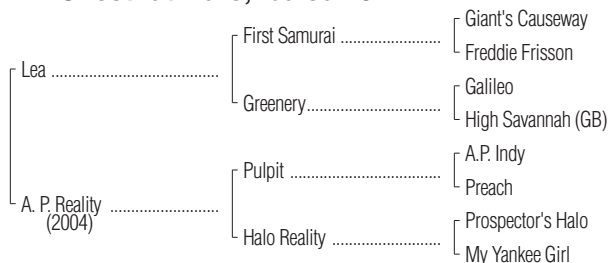 Giant's Causeway
First Samurai ....................
Freddie Frisson
Lea ..................................
Galileo
Greenery............................
High Savannah (GB)
A.P. Indy
Pulpit ................................
Preach
A. P. Reality ......................
(2004)
Prospector's Halo
Halo Reality ......................
My Yankee Girl